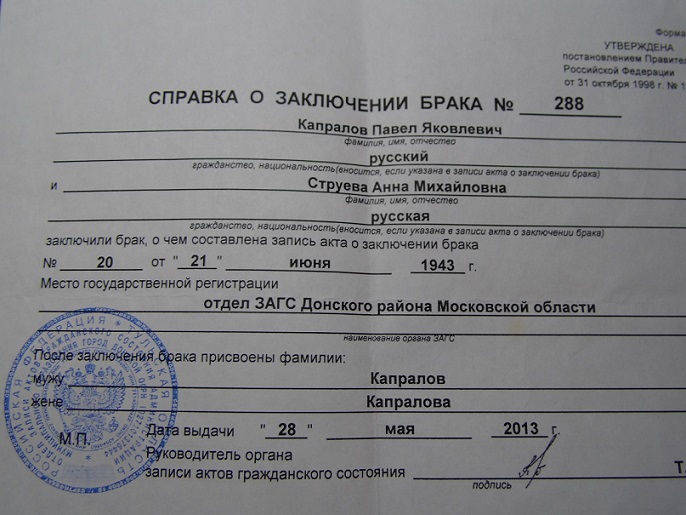 Форма
УТВЕРЖДЕНА
постановлением Правител
Российской Федерации
от 31 октября 1998 г. № 1
СПРАВКА О ЗАКЛЮЧЕНИИ БРАКА № 288
Капралов Павел Яковлевич
фамилия, имя, отчество
русский
гражданство, национальность(вносится, если указана в записи акта о заключении брака)
и Струева Анна Михайловна
фамилия, имя, отчество
русская
гражданство, национальность(вносится, если указана в записи акта о заключении брака)
заключили брак, о чем составлена запись акта о заключении брака
№ 20 от "21" июня 1943 г.
Место государственной регистрации
отдел ЗАГС Донского района Московской области
наименование органа ЗАГС
После заключения брака присвоены фамилии:
мужу Капралов
жене Капралова
М.П.
Дата выдачи "28" мая 2013 г.
Руководитель органа
записи актов гражданского состояния Т.
подпись
РОССИЙСКАЯ ФЕДЕРАЦИЯ * ТУЛЬСКАЯ ОБЛАСТЬ